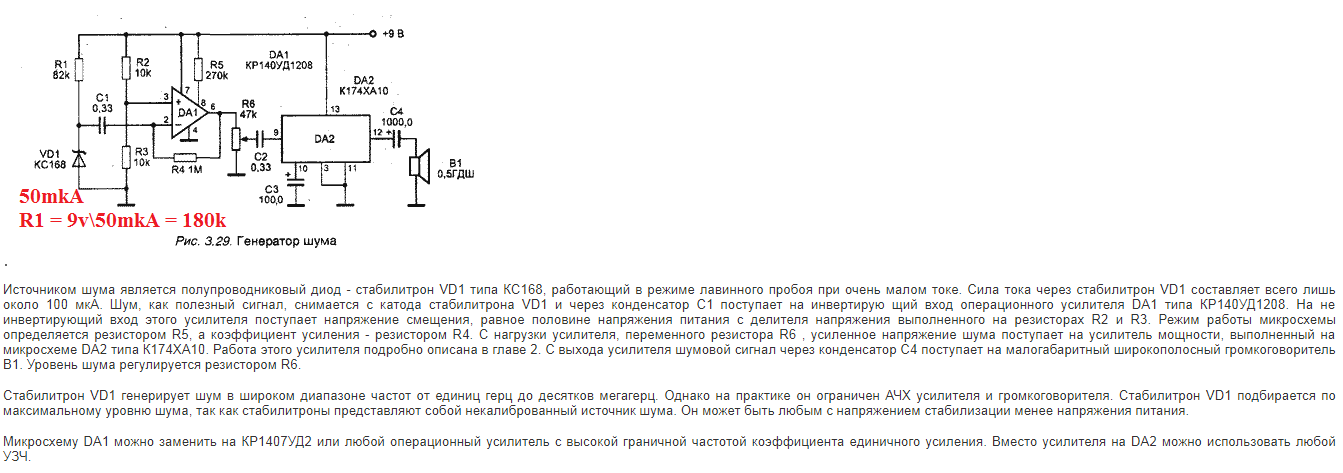 +9 В
R1
82k
R2
10k
R5
270k
DA1
КР140УД1208
DA2
К174ХА10
C1
0,33
3
+
7
8
DA1
6
2
−
4
R6
47k
13
C4
1000,0
9
DA2
12
+
VD1
КС168
R3
10k
R4 1М
C2
0,33
10
3
11
B1
0,5ГДШ
+
C3
100,0
50mkA
R1 = 9v\50mkA = 180k
Рис. 3.29. Генератор шума
.
Источником шума является полупроводниковый диод - стабилитрон VD1 типа КС168, работающий в режиме лавинного пробоя при очень малом токе. Сила тока через стабилитрон VD1 составляет всего лишь
около 100 мкА. Шум, как полезный сигнал, снимается с катода стабилитрона VD1 и через конденсатор С1 поступает на инвертирую щий вход операционного усилителя DA1 типа КР140УД1208. На не
инвертирующий вход этого усилителя поступает напряжение смещения, равное половине напряжения питания с делителя напряжения выполненного на резисторах R2 и R3. Режим работы микросхемы
определяется резистором R5, а коэффициент усиления - резистором R4. С нагрузки усилителя, переменного резистора R6 , усиленное напряжение шума поступает на усилитель мощности, выполненный на
микросхеме DA2 типа К174ХА10. Работа этого усилителя подробно описана в главе 2. С выхода усилителя шумовой сигнал через конденсатор С4 поступает на малогабаритный широкополосный громкоговоритель
В1. Уровень шума регулируется резистором R6.
Стабилитрон VD1 генерирует шум в широком диапазоне частот от единиц герц до десятков мегагерц. Однако на практике он ограничен АЧХ усилителя и громкоговорителя. Стабилитрон VD1 подбирается по
максимальному уровню шума, так как стабилитроны представляют собой некалиброванный источник шума. Он может быть любым с напряжением стабилизации менее напряжения питания.
Микросхему DA1 можно заменить на КР1407УД2 или любой операционный усилитель с высокой граничной частотой коэффициента единичного усиления. Вместо усилителя на DA2 можно использовать любой
УЗЧ.